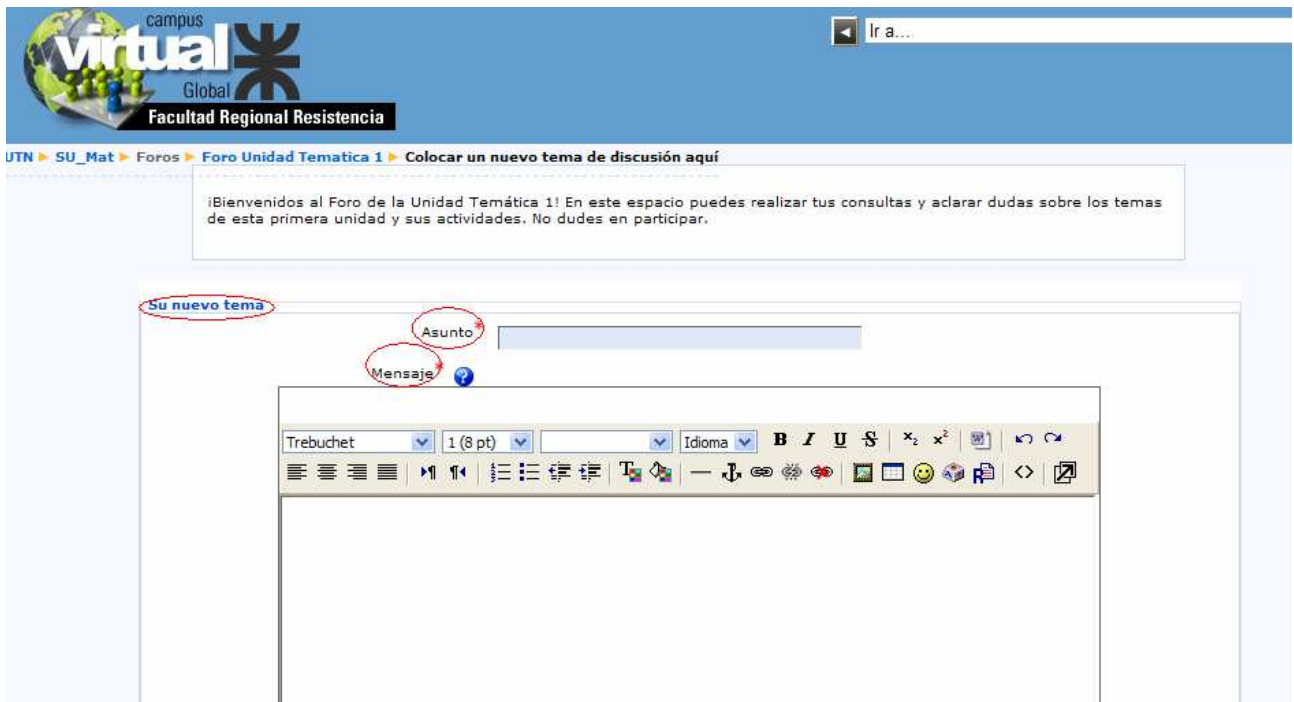 campus
virtual
Global
Facultad Regional Resistencia
Ir a...
UTN ► SU_Mat ► Foros ► Foro Unidad Tematica 1 ► Colocar un nuevo tema de discusión aquí
¡Bienvenidos al Foro de la Unidad Temática 1! En este espacio puedes realizar tus consultas y aclarar dudas sobre los temas
de esta primera unidad y sus actividades. No dudes en participar.
Su nuevo tema
Asunto*
Mensaje*
Trebuchet 1 (8 pt) Idioma B I U S x₂ x²